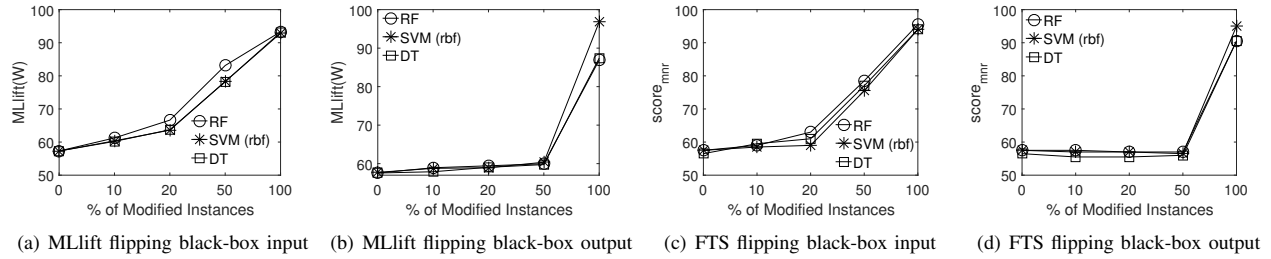 100
90
80
70
60
50
MLlift(W)
RF
SVM (rbf)
DT
0 10 20 50 100
% of Modified Instances
(a) MLlift flipping black-box input
100
90
80
70
60
MLlift(W)
RF
SVM (rbf)
DT
0 10 20 50 100
% of Modified Instances
(b) MLlift flipping black-box output
100
90
80
70
60
50
score_mnr
RF
SVM (rbf)
DT
0 10 20 50 100
% of Modified Instances
(c) FTS flipping black-box input
100
90
80
70
60
50
score_mnr
RF
SVM (rbf)
DT
0 10 20 50 100
% of Modified Instances
(d) FTS flipping black-box output